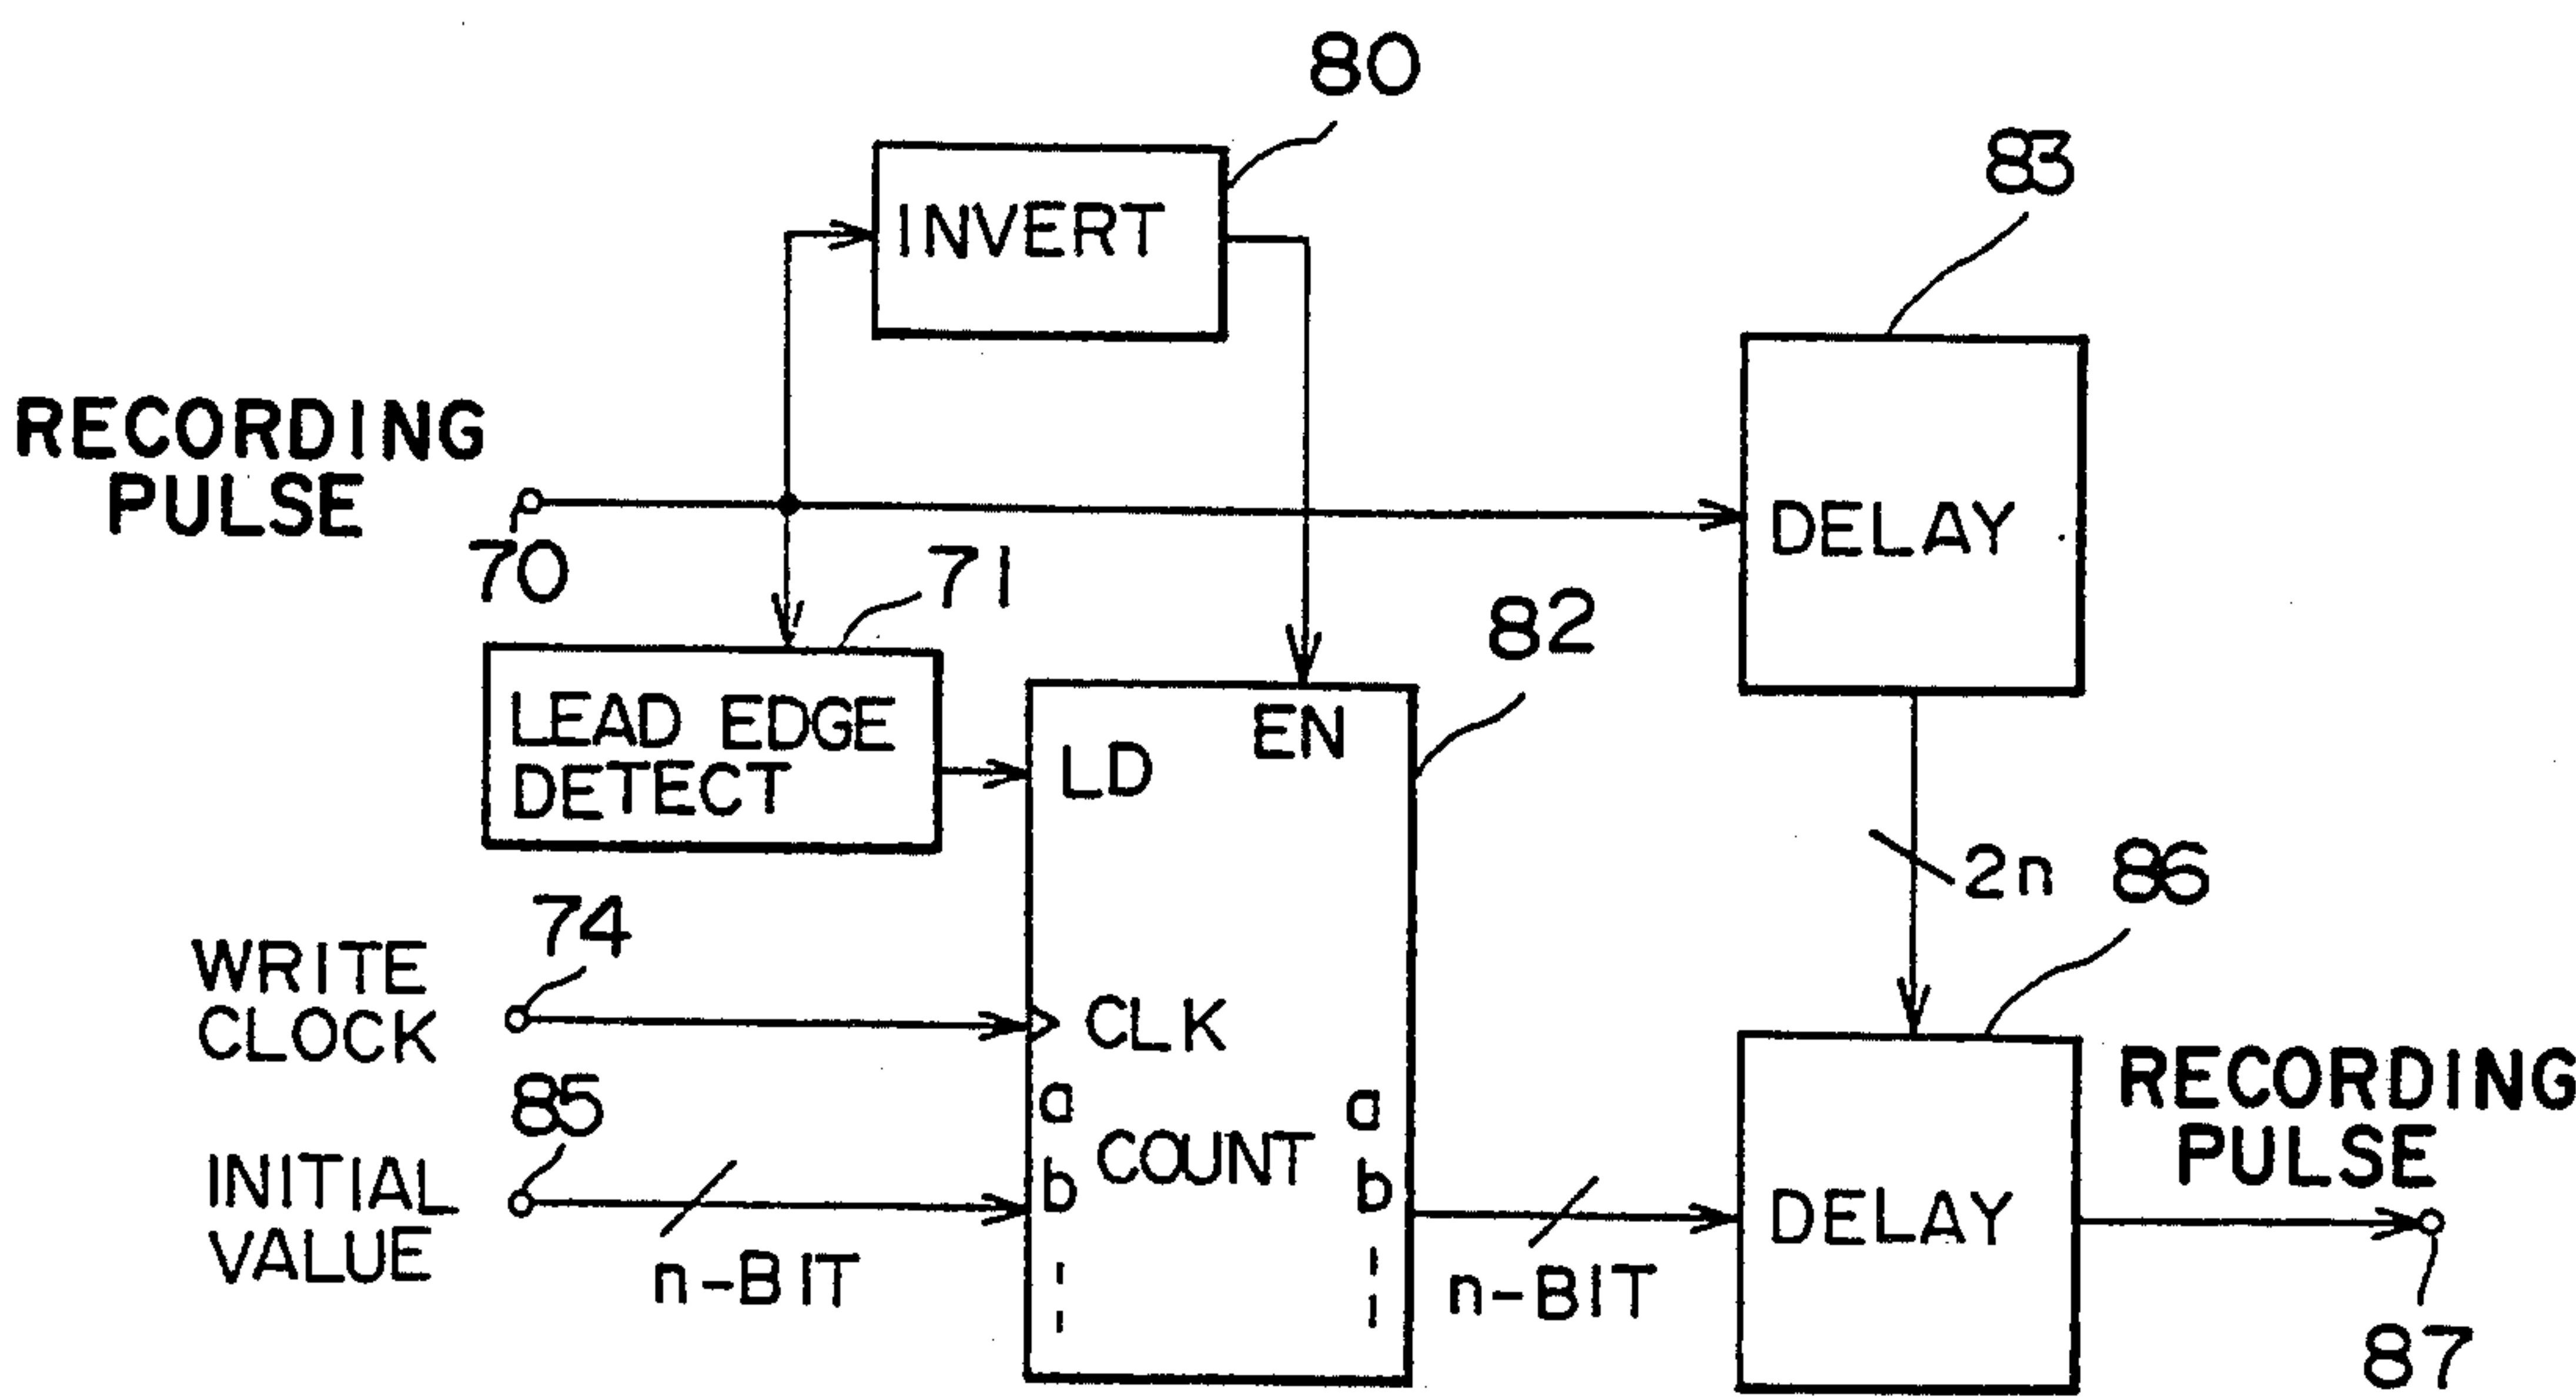 80
INVERT
83
RECORDING
PULSE
70
DELAY
71
82
LEAD EDGE
DETECT
EN
LD
2n
86
74
WRITE
CLOCK
CLK
85
a
a
COUNT
b
b
INITIAL
VALUE
n-BIT
n-BIT
DELAY
RECORDING
PULSE
87